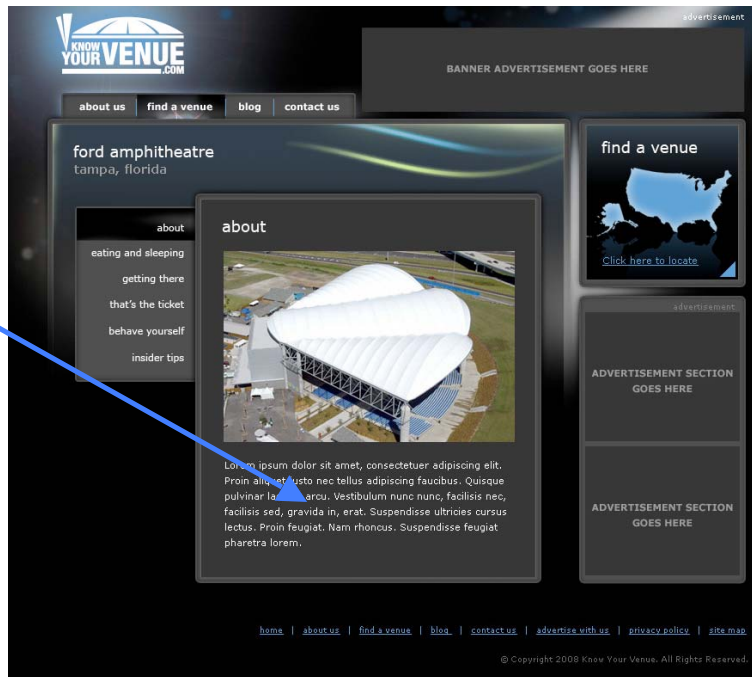 advertisement
KNOW
YOUR VENUE
.COM
BANNER ADVERTISEMENT GOES HERE
about us find a venue blog contact us
ford amphitheatre
tampa, florida
find a venue
Click here to locate
about
eating and sleeping
getting there
that's the ticket
behave yourself
insider tips
about
Lorem ipsum dolor sit amet, consectetuer adipiscing elit.
Proin aliquet justo nec tellus adipiscing faucibus. Quisque
pulvinar arcu. Vestibulum nunc nunc, facilisis nec,
facilisis sed, gravida in, erat. Suspendisse ultricies cursus
lectus. Proin feugiat. Nam rhoncus. Suspendisse feugiat
pharetra lorem.
advertisement
ADVERTISEMENT SECTION
GOES HERE
ADVERTISEMENT SECTION
GOES HERE
home | about us | find a venue | blog | contact us | advertise with us | privacy policy | site map
© Copyright 2008 Know Your Venue. All Rights Reserved.